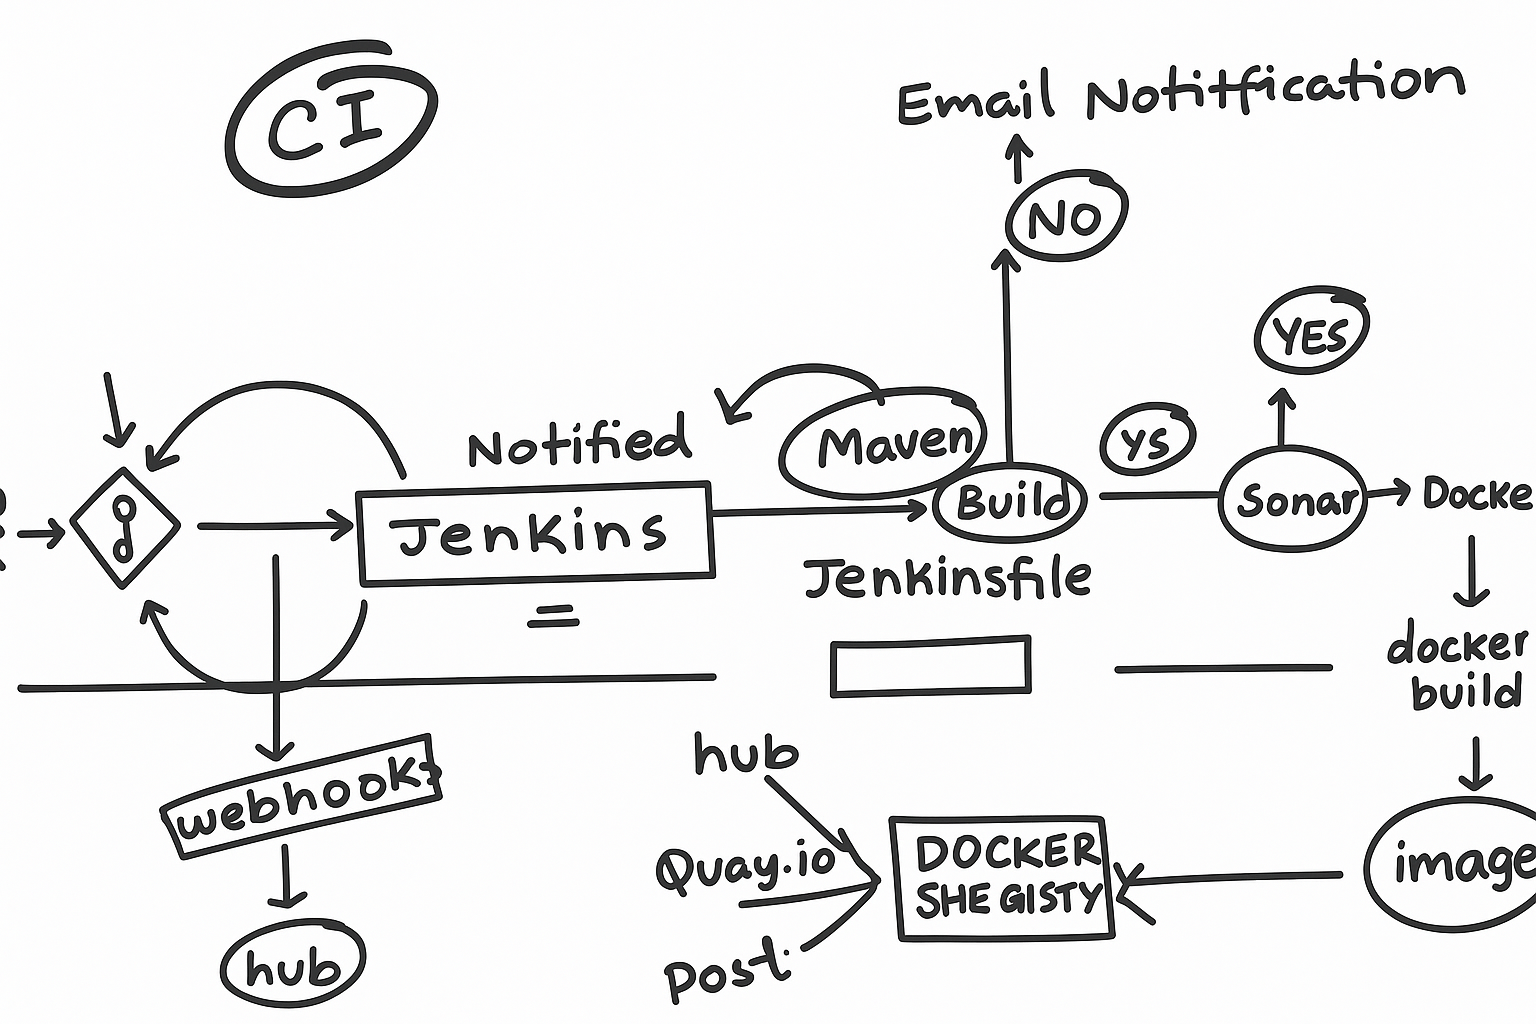 CI
Email Notitfication
NO
YES
Notified
Maven
YS
Jenkins
Build
Sonar
Docke
Jenkinsfile
docker
build
hub
webhook
Quay.io
DOCKER
SHE GISTY
image
Post.
hub